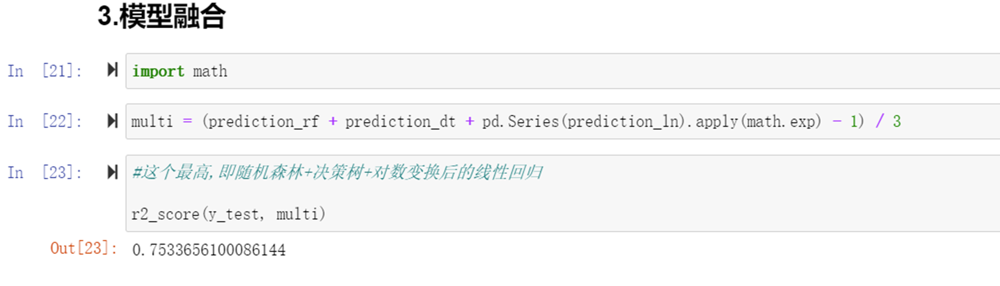 3.模型融合
In [21]: import math
In [22]: multi = (prediction_rf + prediction_dt + pd.Series(prediction_ln).apply(math.exp) - 1) / 3
In [23]: #这个最高,即随机森林+决策树+对数变换后的线性回归
r2_score(y_test, multi)
Out[23]: 0.7533656100086144